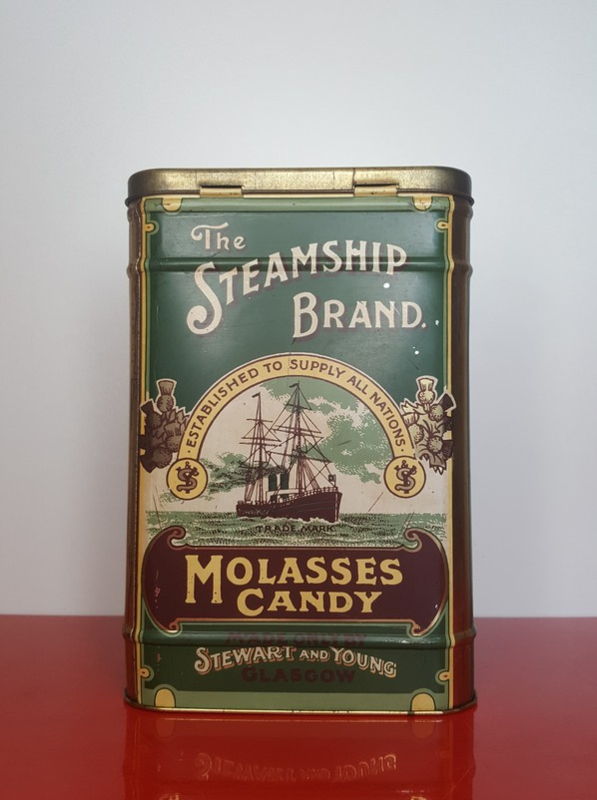 The
STEAMSHIP
BRAND.
·ESTABLISHED TO SUPPLY ALL NATIONS·
TRADE MARK
MOLASSES
CANDY
MADE ONLY BY
STEWART AND YOUNG
GLASGOW